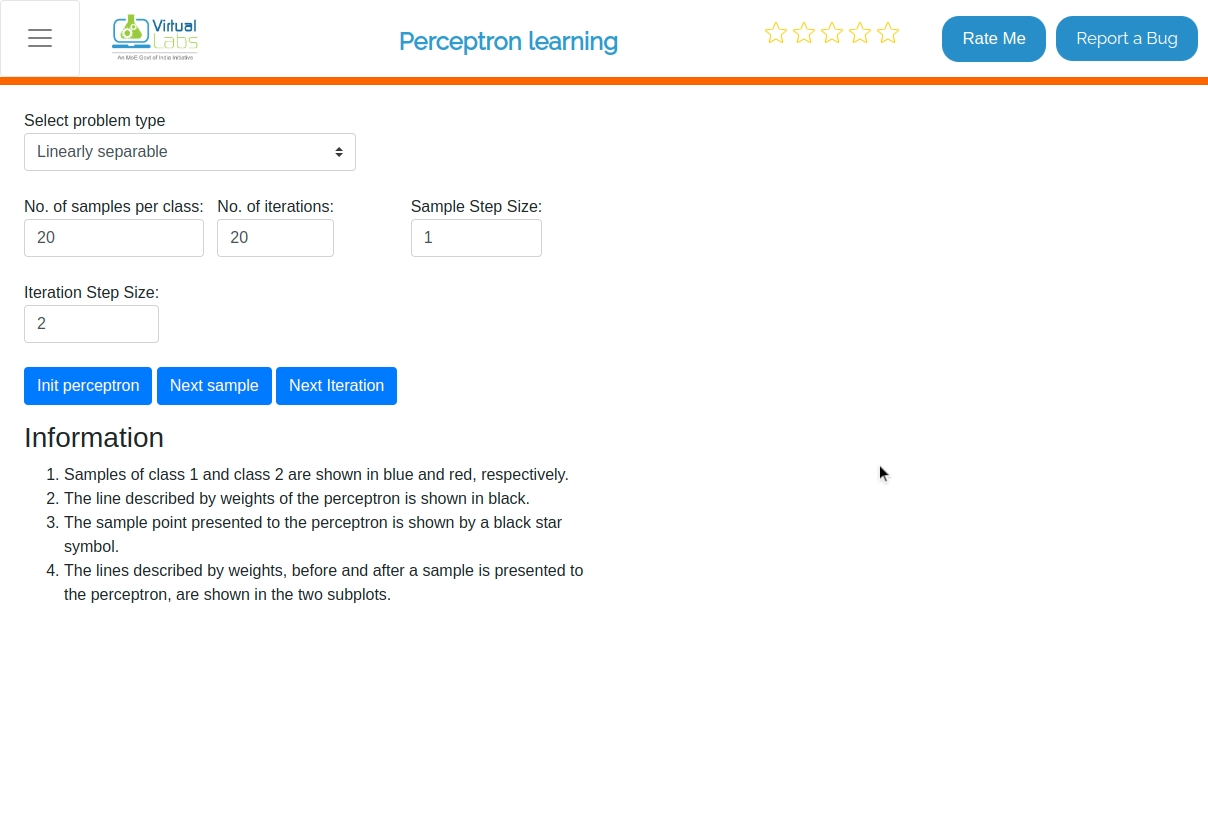 Virtual
Labs
An MoE Govt of India Initiative
Perceptron learning
Rate Me
Report a Bug
Select problem type
Linearly separable
No. of samples per class: No. of iterations: Sample Step Size:
20 20 1
Iteration Step Size:
2
Init perceptron Next sample Next Iteration
Information
1. Samples of class 1 and class 2 are shown in blue and red, respectively.
2. The line described by weights of the perceptron is shown in black.
3. The sample point presented to the perceptron is shown by a black star
symbol.
4. The lines described by weights, before and after a sample is presented to
the perceptron, are shown in the two subplots.